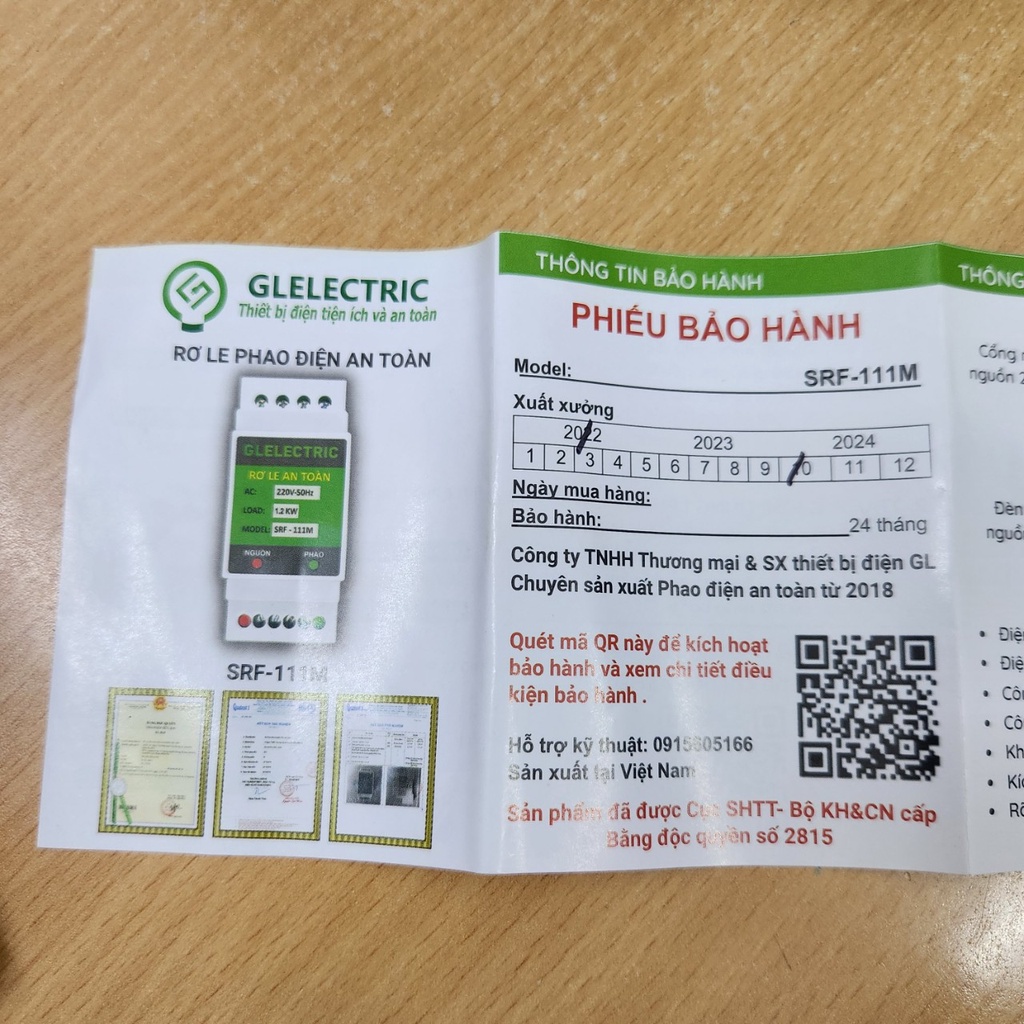 GLELECTRIC
Thiết bị điện tiện ích và an toàn
RƠ LE PHAO ĐIỆN AN TOÀN
GLELECTRIC
RƠ LE AN TOÀN
AC: 220V-50Hz
LOAD: 1.2 KW
MODEL: SRF - 111M
NGUỒN PHAO
SRF-111M
THÔNG TIN BẢO HÀNH
PHIẾU BẢO HÀNH
Model: SRF-111M
Xuất xưởng
2022 2023 2024
1 2 3 4 5 6 7 8 9 10 11 12
Ngày mua hàng:
Bảo hành: 24 tháng
Công ty TNHH Thương mại & SX thiết bị điện GL
Chuyên sản xuất Phao điện an toàn từ 2018
Quét mã QR này để kích hoạt
bảo hành và xem chi tiết điều
kiện bảo hành .
Hỗ trợ kỹ thuật: 0915605166
Sản xuất tại Việt Nam
Sản phẩm đã được Cục SHTT- Bộ KH&CN cấp
Bằng độc quyền số 2815
THÔNG
Cổng
nguồn 2
Đèn
nguồ
• Điệ
• Điệ
• Côn
• Cô
• Kh
• Kí
• Rơ